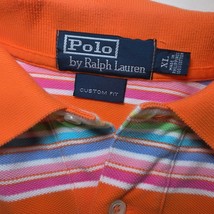 Polo
by Ralph Lauren
XL
CUSTOM FIT